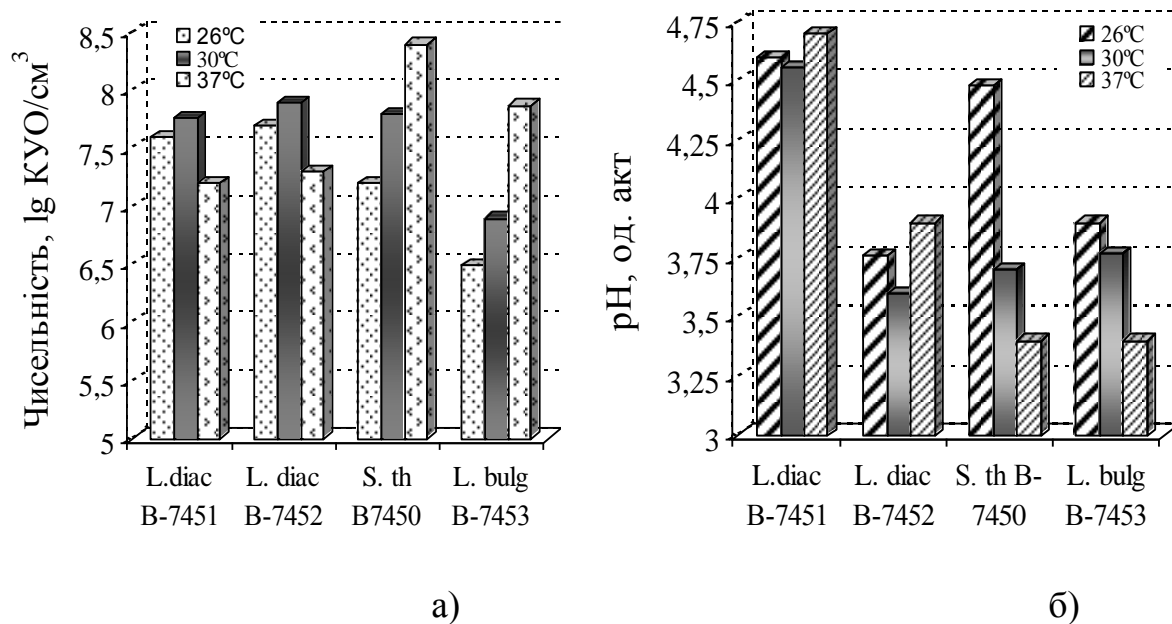 8,5
8
7,5
7
6,5
6
5,5
5
Чисельність, lg КУО/см³
26ºC
30ºC
37ºC
L.diac
B-7451
L. diac
B-7452
S. th
B7450
L. bulg
B-7453
а)
4,75
4,5
4,25
4
3,75
3,5
3,25
3
pH, од. акт
26ºC
30ºC
37ºC
L.diac
B-7451
L. diac
B-7452
S. th B-
7450
L. bulg
B-7453
б)